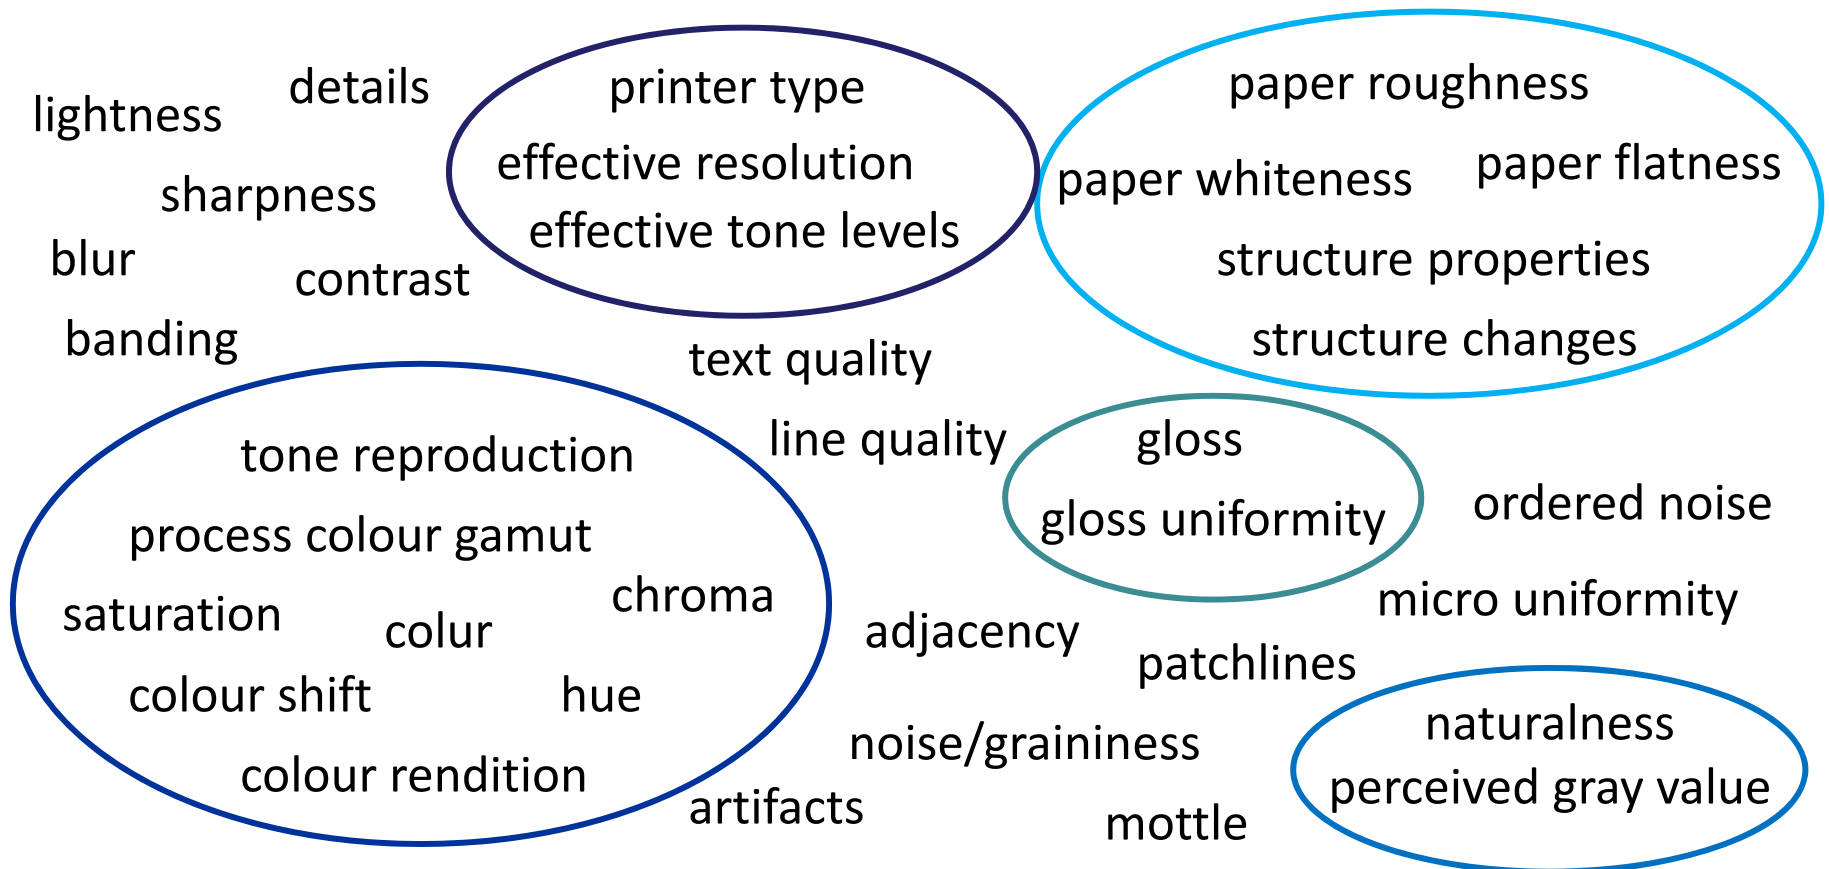 details
lightness
sharpness
blur
contrast
banding
printer type
effective resolution
effective tone levels
paper roughness
paper whiteness
paper flatness
structure properties
structure changes
text quality
line quality
gloss
gloss uniformity
ordered noise
micro uniformity
tone reproduction
process colour gamut
chroma
saturation
colur
colour shift
hue
colour rendition
adjacency
patchlines
noise/graininess
artifacts
mottle
naturalness
perceived gray value